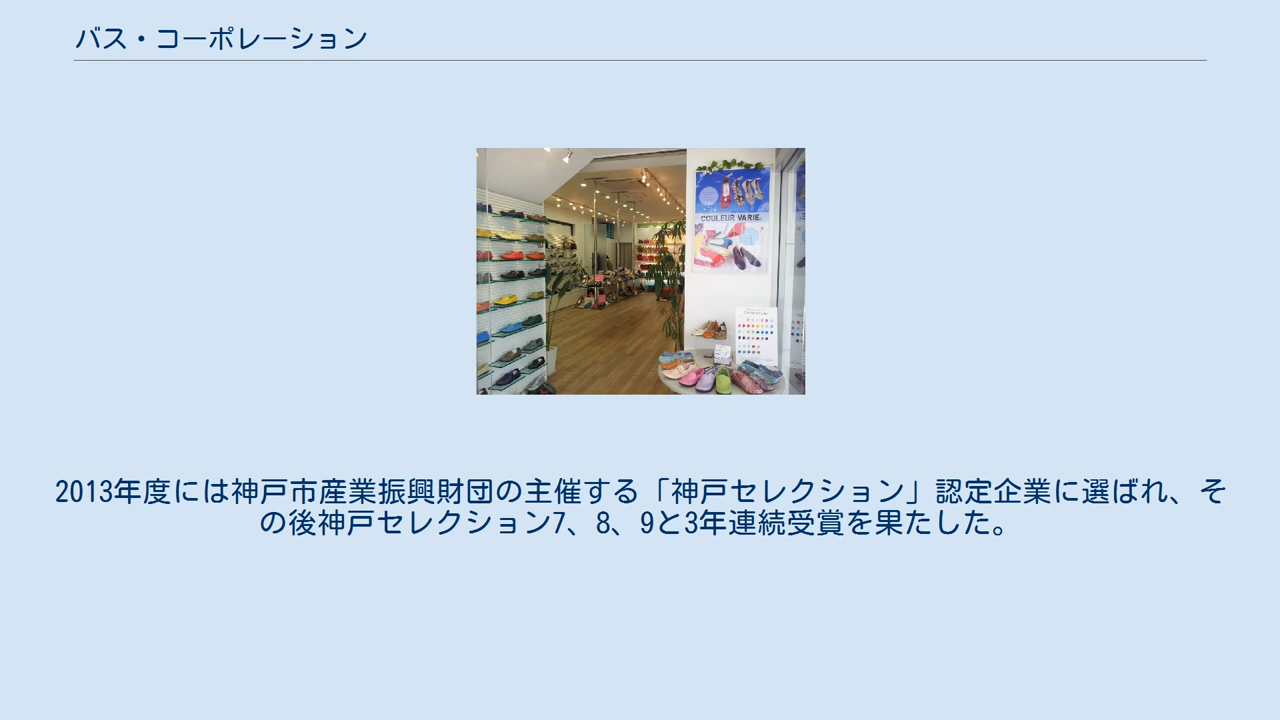 バス・コーポレーション
COULEUR VARIE
2013年度には神戸市産業振興財団の主催する「神戸セレクション」認定企業に選ばれ、そ
の後神戸セレクション7、8、9と3年連続受賞を果たした。